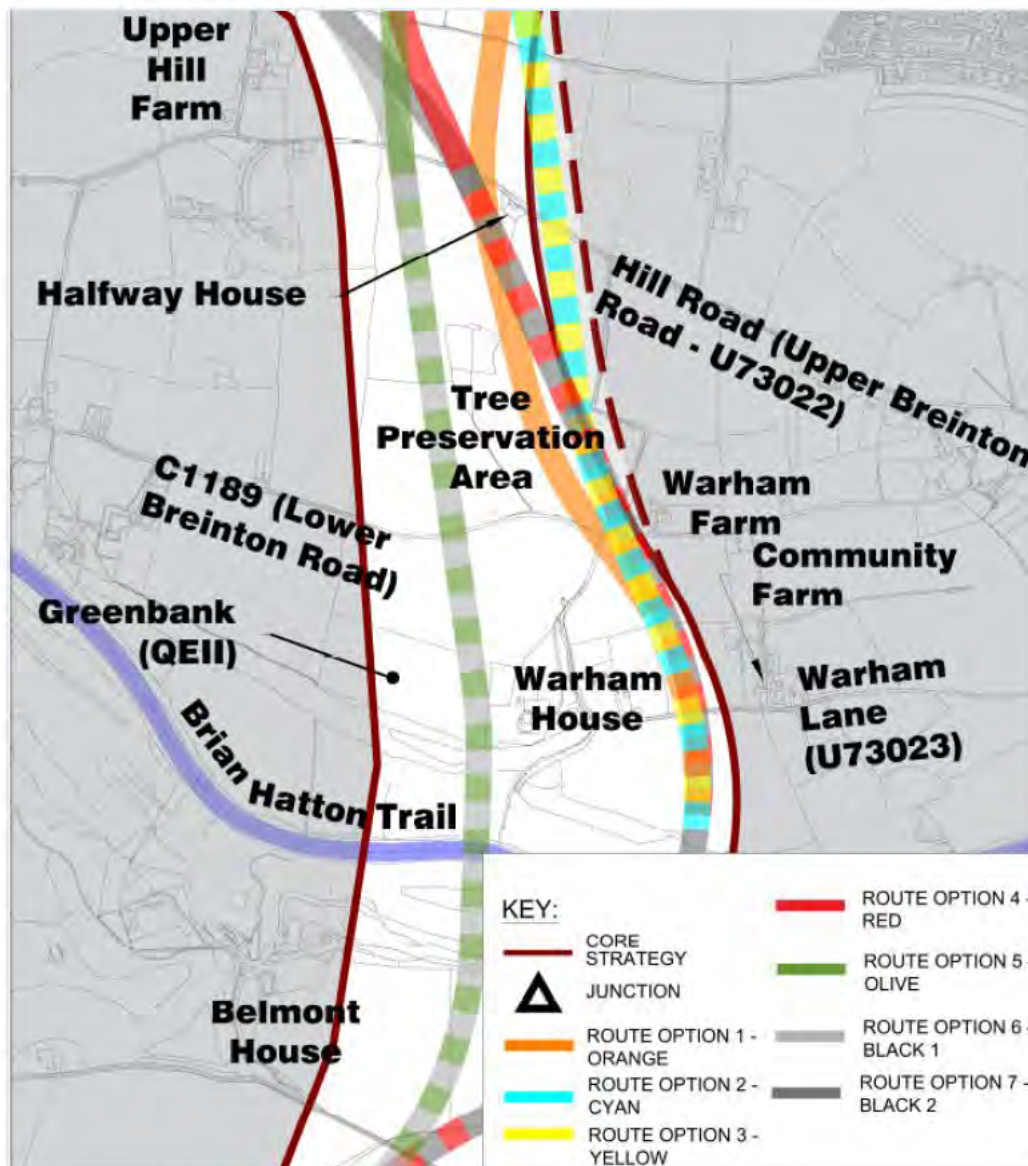 Upper
Hill
Farm
Halfway House
Hill Road (Upper Breinton
Road - U73022)
Tree
Preservation
Area
C1189 (Lower
Breinton Road)
Warham
Farm
Community
Farm
Greenbank
(QEII)
Warham
House
Warham
Lane
(U73023)
Brian Hatton Trail
Belmont
House
KEY:
CORE
STRATEGY
JUNCTION
ROUTE OPTION 1 -
ORANGE
ROUTE OPTION 2 -
CYAN
ROUTE OPTION 3 -
YELLOW
ROUTE OPTION 4 -
RED
ROUTE OPTION 5 -
OLIVE
ROUTE OPTION 6 -
BLACK 1
ROUTE OPTION 7 -
BLACK 2